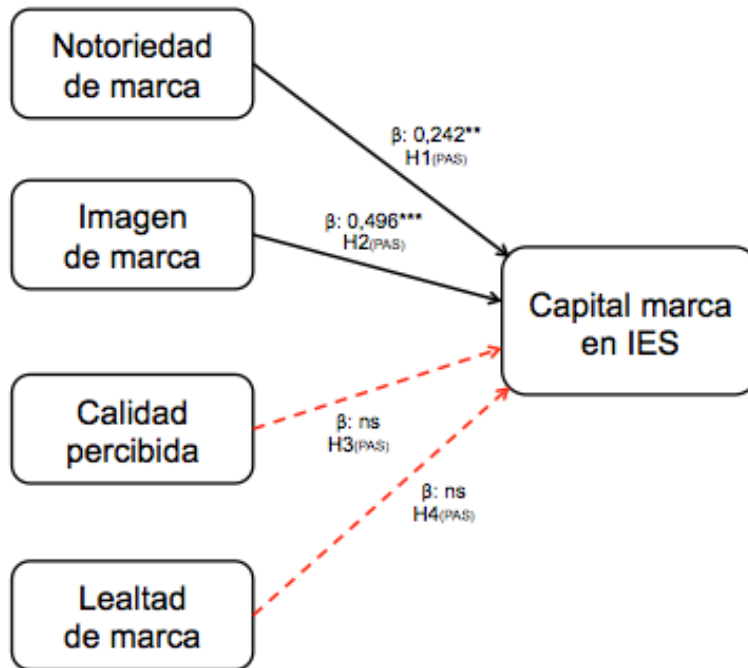 Notoriedad
de marca
β: 0,242**
H1(PAS)
Imagen
de marca
β: 0,496***
H2(PAS)
Capital marca
en IES
Calidad
percibida
β: ns
H3(PAS)
β: ns
H4(PAS)
Lealtad
de marca